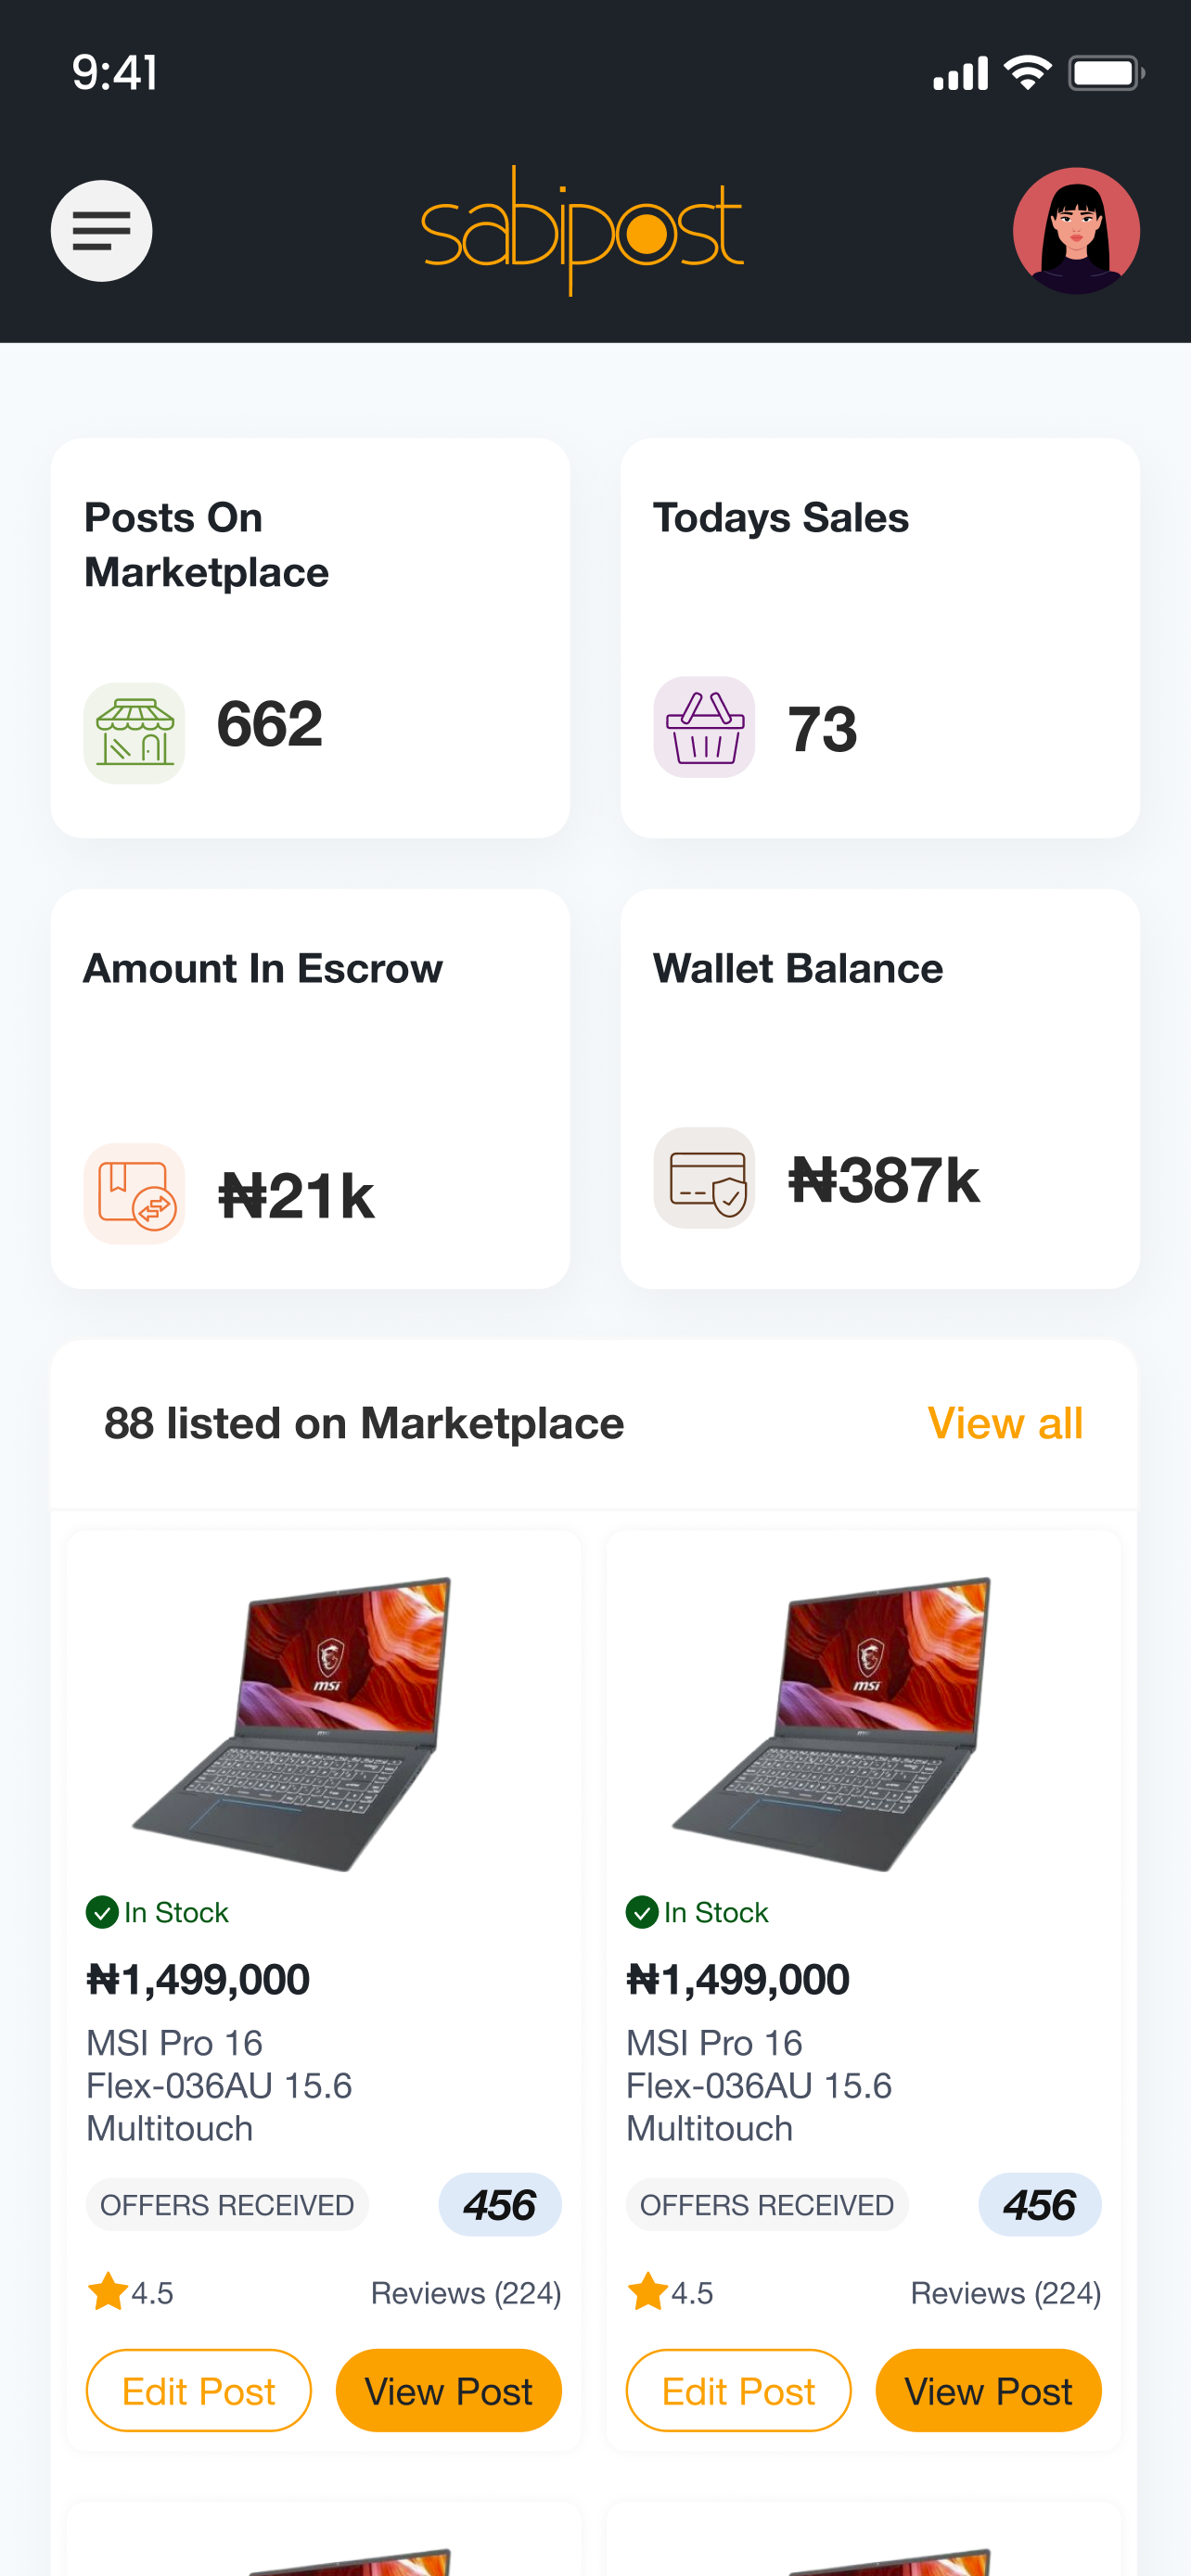 9:41
sabipost
Posts On
Marketplace
662
Todays Sales
73
Amount In Escrow
₦21k
Wallet Balance
₦387k
88 listed on Marketplace
View all
msi
msi
In Stock
₦1,499,000
MSI Pro 16
Flex-036AU 15.6
Multitouch
OFFERS RECEIVED
456
4.5
Reviews (224)
Edit Post
View Post
msi
msi
In Stock
₦1,499,000
MSI Pro 16
Flex-036AU 15.6
Multitouch
OFFERS RECEIVED
456
4.5
Reviews (224)
Edit Post
View Post